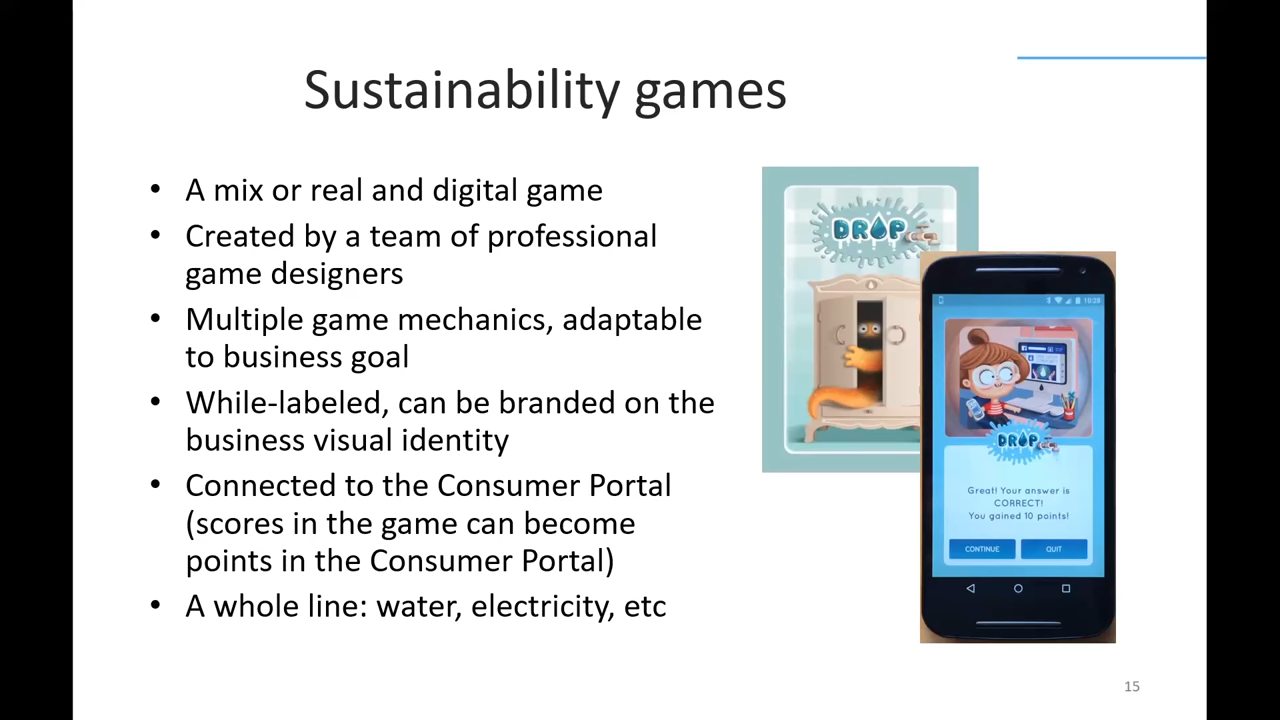 Sustainability games
• A mix or real and digital game
• Created by a team of professional
game designers
• Multiple game mechanics, adaptable
to business goal
• While-labeled, can be branded on the
business visual identity
• Connected to the Consumer Portal
(scores in the game can become
points in the Consumer Portal)
• A whole line: water, electricity, etc
DROP
19:28
DROP
Great! Your answer is
CORRECT!
You gained 10 points!
CONTINUE QUIT
15